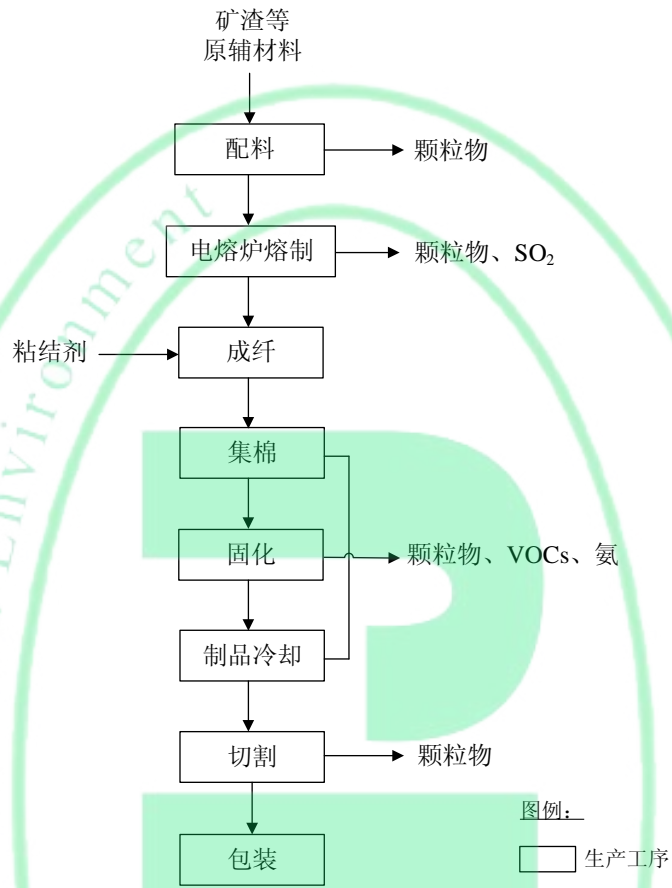 矿渣等
原辅材料
配料
颗粒物
电熔炉熔制
颗粒物、SO₂
粘结剂
成纤
集棉
固化
颗粒物、VOCs、氨
制品冷却
切割
颗粒物
包装
图例：
生产工序
Environment